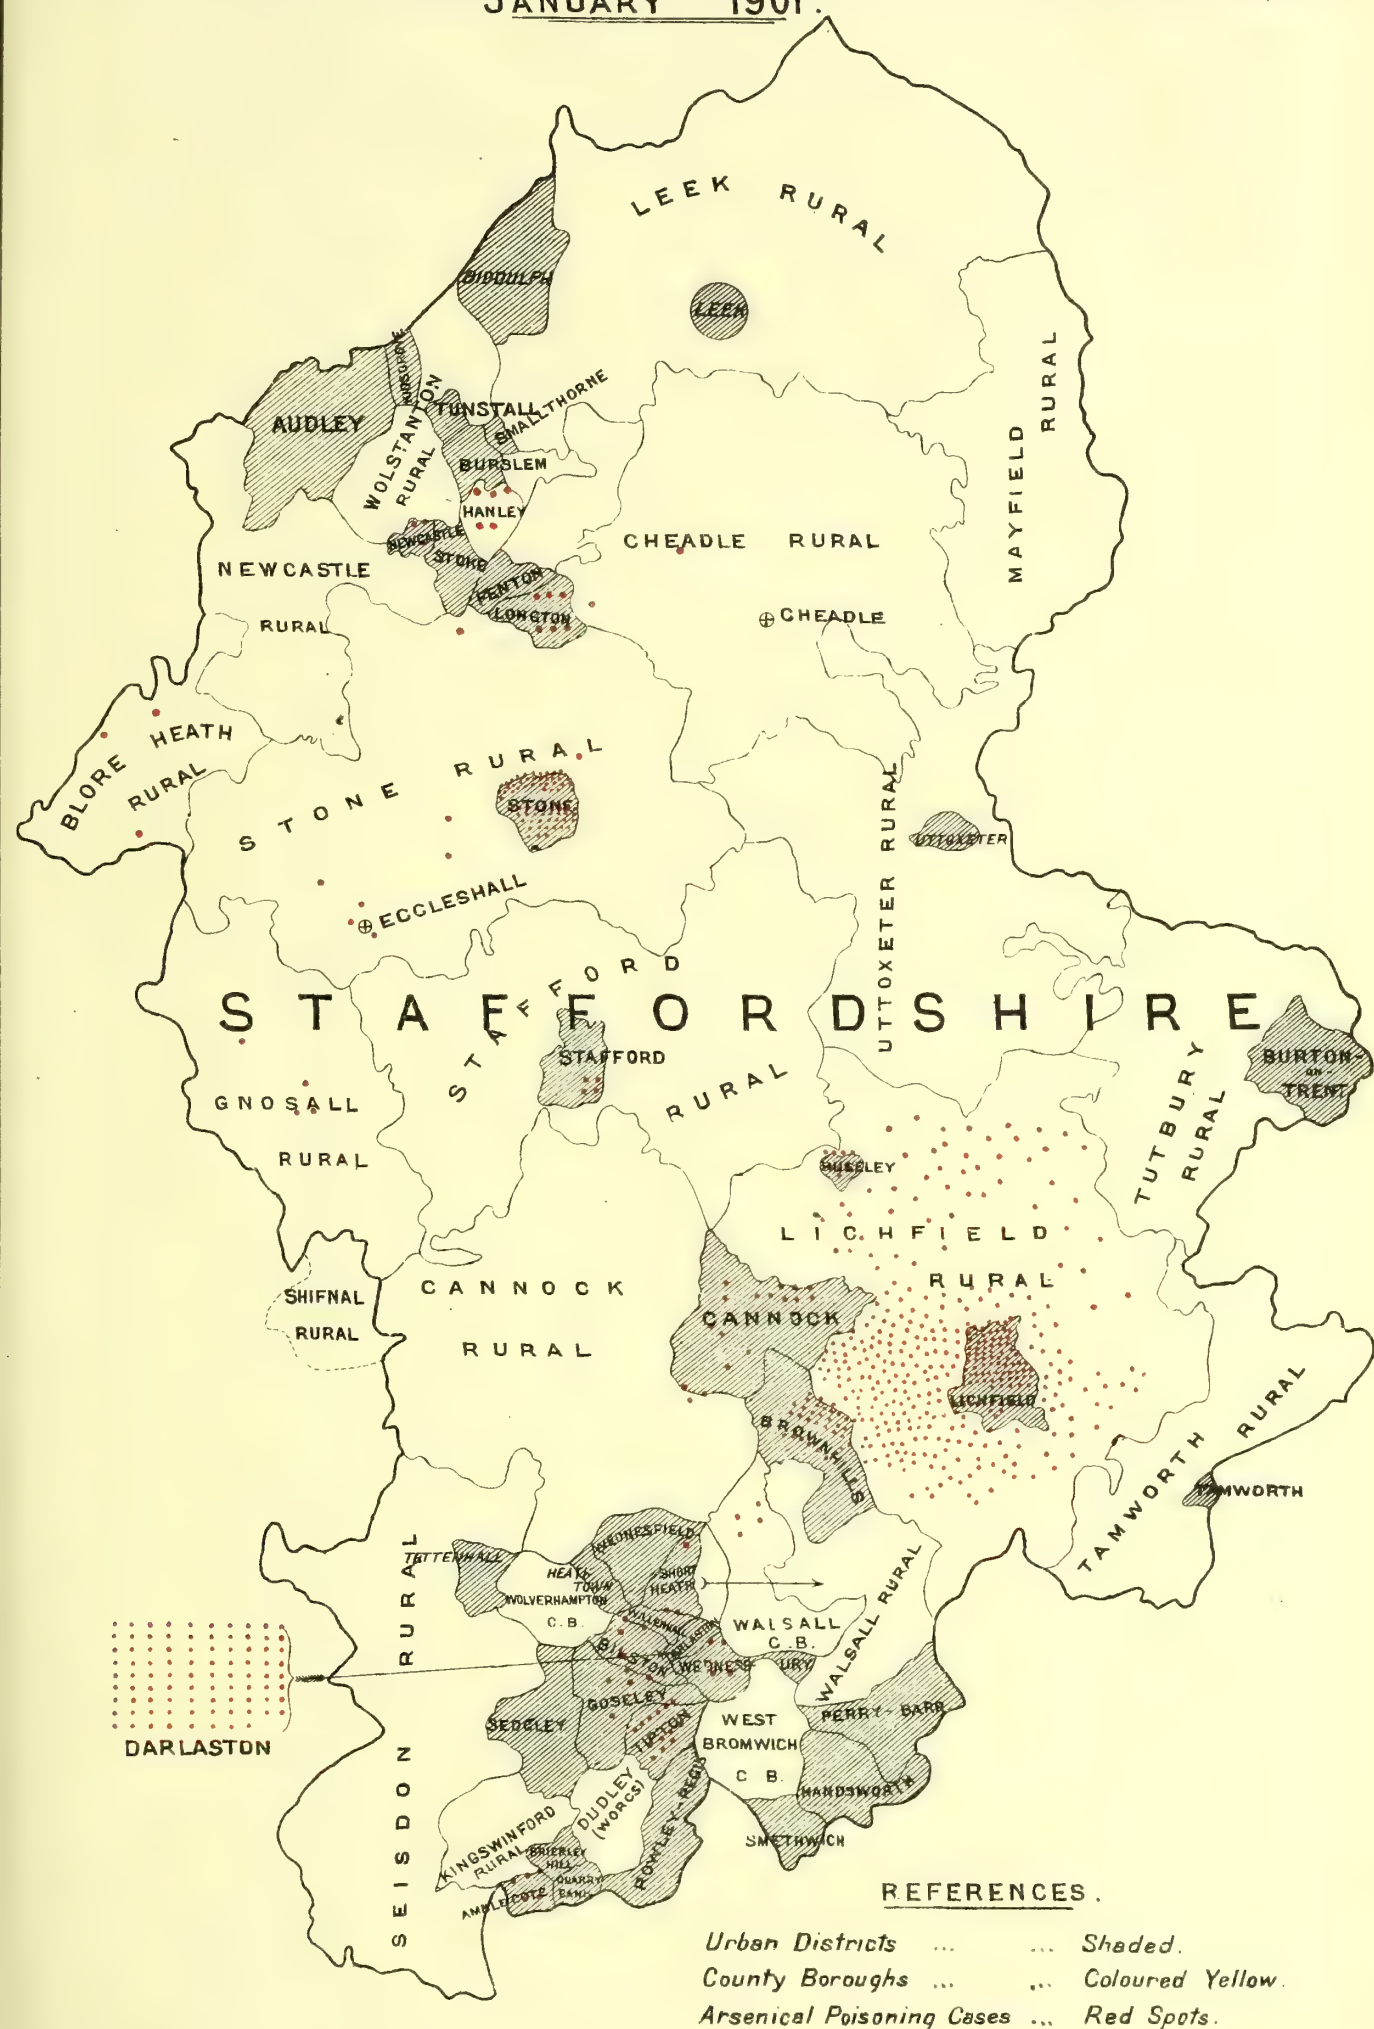 JANUARY 1901.
LEEK RURAL
BIDDULPH
LEEK
KIDSGROVE
MAYFIELD RURAL
AUDLEY
WOLSTANTON
RURAL
TUNSTALL
SMALLTHORNE
BURSLEM
HANLEY
NEWCASTLE
STOKE
FENTON
LONGTON
CHEADLE RURAL
CHEADLE
NEWCASTLE
RURAL
BLORE HEATH
RURAL
STONE RURAL
STONE
UTTOXETER RURAL
UTTOXETER
ECCLESHALL
STAFFORD
RURAL
STAFFORDSHIRE
STAFFORD
BURTON-
ON-
TRENT
TUTBURY
RURAL
GNOSALL
RURAL
RUGELEY
LICHFIELD
RURAL
SHIFNAL
RURAL
CANNOCK
RURAL
CANNOCK
LICHFIELD
BROWNHILLS
TAMWORTH RURAL
TAMWORTH
SEISDON RURAL
TETTENHALL
WEDNESFIELD
HEATH
TOWN
SHORT
HEATH
WOLVERHAMPTON
C.B.
WILLENHALL
DARLASTON
WALSALL
C.B.
WALSALL RURAL
BILSTON
WEDNESBURY
COSELEY
SEDGLEY
TIPTON
WEST
BROMWICH
C B.
PERRY-BARR
HANDSWORTH
SMETHWICH
DARLASTON
DUDLEY
(WORCS)
ROWLEY-REGIS
KINGSWINFORD
RURAL
BRIERLEY
HILL
QUARRY
BANK
AMBLECOTE
REFERENCES.
Urban Districts ... ... Shaded.
County Boroughs ... ... Coloured Yellow.
Arsenical Poisoning Cases ... Red Spots.